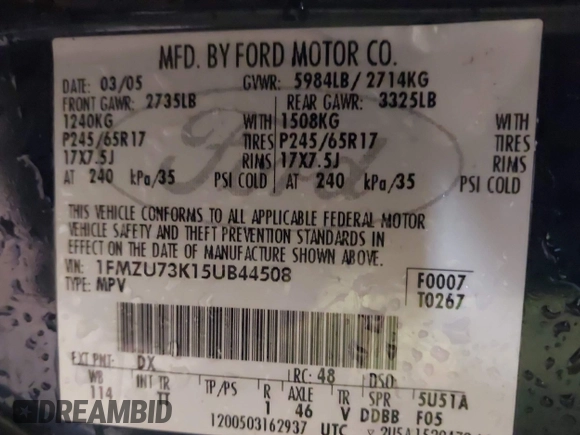 MFD. BY FORD MOTOR CO.
DATE: 03/05 GVWR: 5984LB/ 2714KG
FRONT GAWR: 2735LB REAR GAWR: 3325LB
1240KG WITH 1508KG WITH
P245/65R17 TIRES P245/65R17 TIRES
17X7.5J RIMS 17X7.5J RIMS
AT 240 kPa/35 PSI COLD AT 240 kPa/35 PSI COLD
THIS VEHICLE CONFORMS TO ALL APPLICABLE FEDERAL MOTOR
VEHICLE SAFETY AND THEFT PREVENTION STANDARDS IN
EFFECT ON THE DATE OF MANUFACTURE SHOWN ABOVE.
VIN: 1FMZU73K15UB44508 F0007
TYPE: MPV T0267
EXT PNT: DX RC: 48 DSO:
WB INT TR TP/PS R AXLE TR SPR 5U51A
114 1 46 V DDBB F05
1200503162937 UTC
Ford
DREAMBID